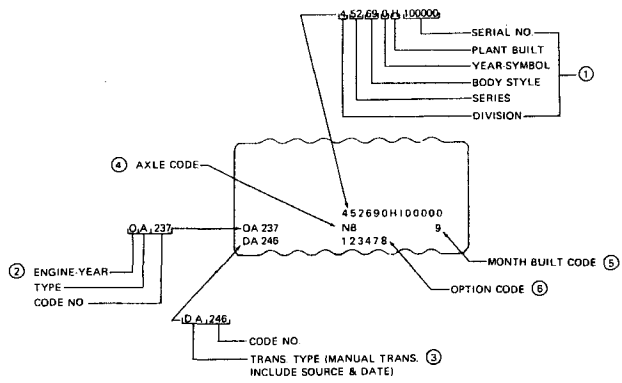 4 52 69 0 H 100000
SERIAL NO.
PLANT BUILT
YEAR-SYMBOL
BODY STYLE
SERIES
DIVISION
①
④ AXLE CODE
452690H100000
OA 237
NB
9
DA 246
123478
O A 237
② ENGINE-YEAR
TYPE
CODE NO
MONTH BUILT CODE ⑤
OPTION CODE ⑥
D A 246
CODE NO.
TRANS. TYPE (MANUAL TRANS. ③
INCLUDE SOURCE & DATE)